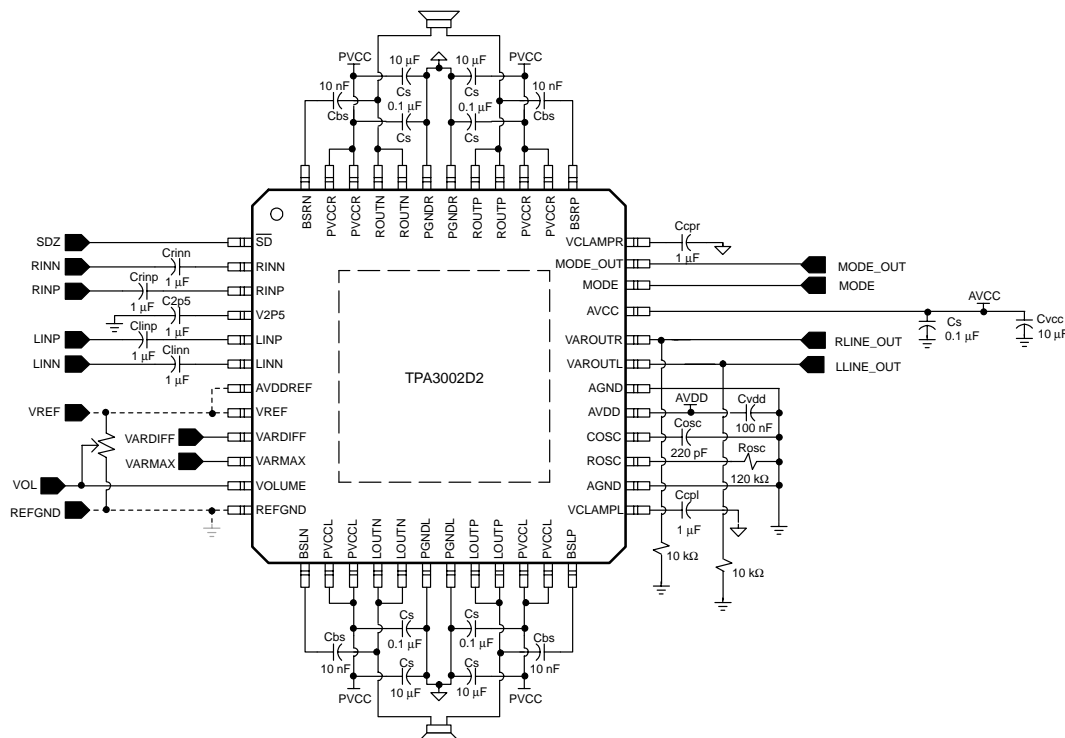 PVCC 10 µF 10 µF PVCC
10 nF Cs Cs 10 nF
Cbs 0.1 µF 0.1 µF Cbs
Cs Cs
BSRN PVCCR PVCCR ROUTN ROUTN PGNDR PGNDR ROUTP ROUTP PVCCR PVCCR BSRP
SDZ SD VCLAMPR Ccpr 1 µF
RINN Crinn 1 µF RINN MODE_OUT MODE_OUT
RINP Crinp 1 µF RINP MODE MODE
C2p5 1 µF V2P5 AVCC AVCC Cs 0.1 µF Cvcc 10 µF
LINP Clinp 1 µF LINP VAROUTR RLINE_OUT
LINN Clinn 1 µF LINN VAROUTL LLINE_OUT
TPA3002D2
AVDDREF AGND
VREF VREF AVDD AVDD Cvdd 100 nF
VARDIFF VARDIFF COSC Cosc 220 pF
VARMAX VARMAX ROSC Rosc 120 kΩ
VOL VOLUME AGND
REFGND REFGND VCLAMPL Ccpl 1 µF
BSLN PVCCL PVCCL LOUTN LOUTN PGNDL PGNDL LOUTP LOUTP PVCCL PVCCL BSLP
10 kΩ 10 kΩ
Cs Cs
Cbs 0.1 µF 0.1 µF Cbs
10 nF Cs Cs 10 nF
PVCC 10 µF 10 µF PVCC